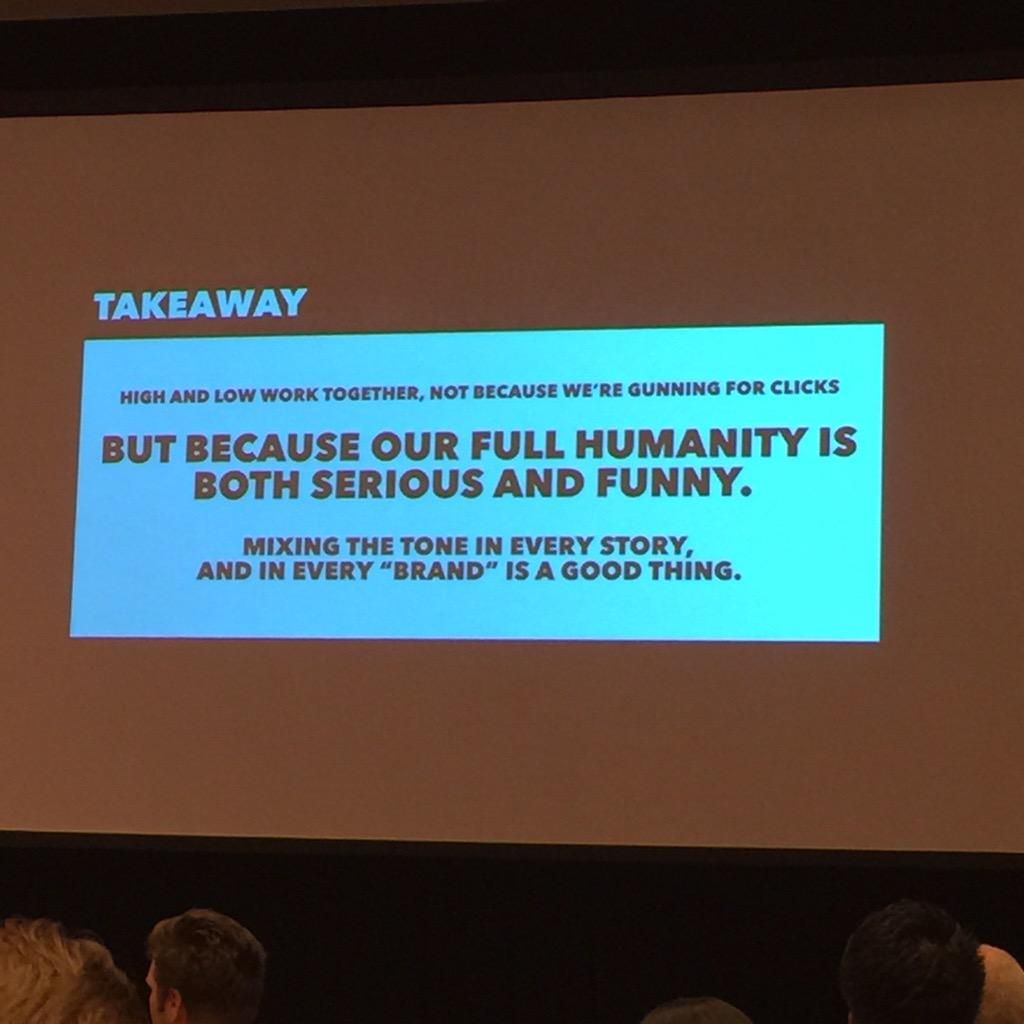 TAKEAWAY
HIGH AND LOW WORK TOGETHER, NOT BECAUSE WE'RE GUNNING FOR CLICKS
BUT BECAUSE OUR FULL HUMANITY IS
BOTH SERIOUS AND FUNNY.
MIXING THE TONE IN EVERY STORY,
AND IN EVERY “BRAND” IS A GOOD THING.